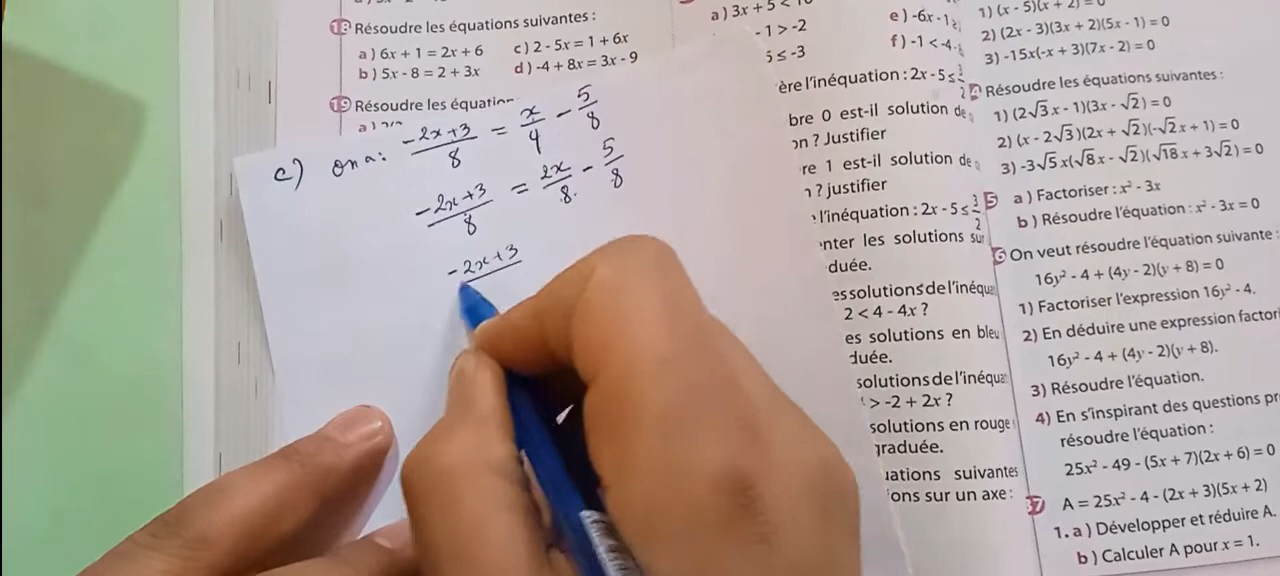 18 Résoudre les équations suivantes :
a) 6x + 1 = 2x + 6 c) 2 - 5x = 1 + 6x
b) 5x - 8 = 2 + 3x d) -4 + 8x = 3x - 9
19 Résoudre les équation
c) on a: (-2x+3)/8 = x/4 - 5/8
(-2x+3)/8 = 2x/8 - 5/8
-2x+3
a) 3x + 5 <
-1 > -2
5 ≤ -3
e) -6x - 1
f) -1 < -4
ère l'inéquation : 2x - 5 ≤
bre 0 est-il solution de
on ? Justifier
re 1 est-il solution de
? justifier
l'inéquation : 2x - 5 ≤ 3/2
nter les solutions sur
duée.
es solutions de l'inéqua
2 < 4 - 4x ?
es solutions en bleu
duée.
solutions de l'inéqua
> -2 + 2x ?
solutions en rouge
graduée.
uations suivantes
ons sur un axe :
1) (x - 5)(x + 2) = 0
2) (2x - 3)(3x + 2)(5x - 1) = 0
3) -15x(-x + 3)(7x - 2) = 0
4 Résoudre les équations suivantes :
1) (2√3x - 1)(3x - √2) = 0
2) (x - 2√3)(2x + √2)(-√2x + 1) = 0
3) -3√5x(√8x - √2)(√18x + 3√2) = 0
5 a) Factoriser : x² - 3x
b) Résoudre l'équation : x² - 3x = 0
6 On veut résoudre l'équation suivante :
16y² - 4 + (4y - 2)(y + 8) = 0
1) Factoriser l'expression 16y² - 4.
2) En déduire une expression factori
16y² - 4 + (4y - 2)(y + 8).
3) Résoudre l'équation.
4) En s'inspirant des questions pr
résoudre l'équation :
25x² - 49 - (5x + 7)(2x + 6) = 0
7 A = 25x² - 4 - (2x + 3)(5x + 2)
1. a) Développer et réduire A.
b) Calculer A pour x = 1.